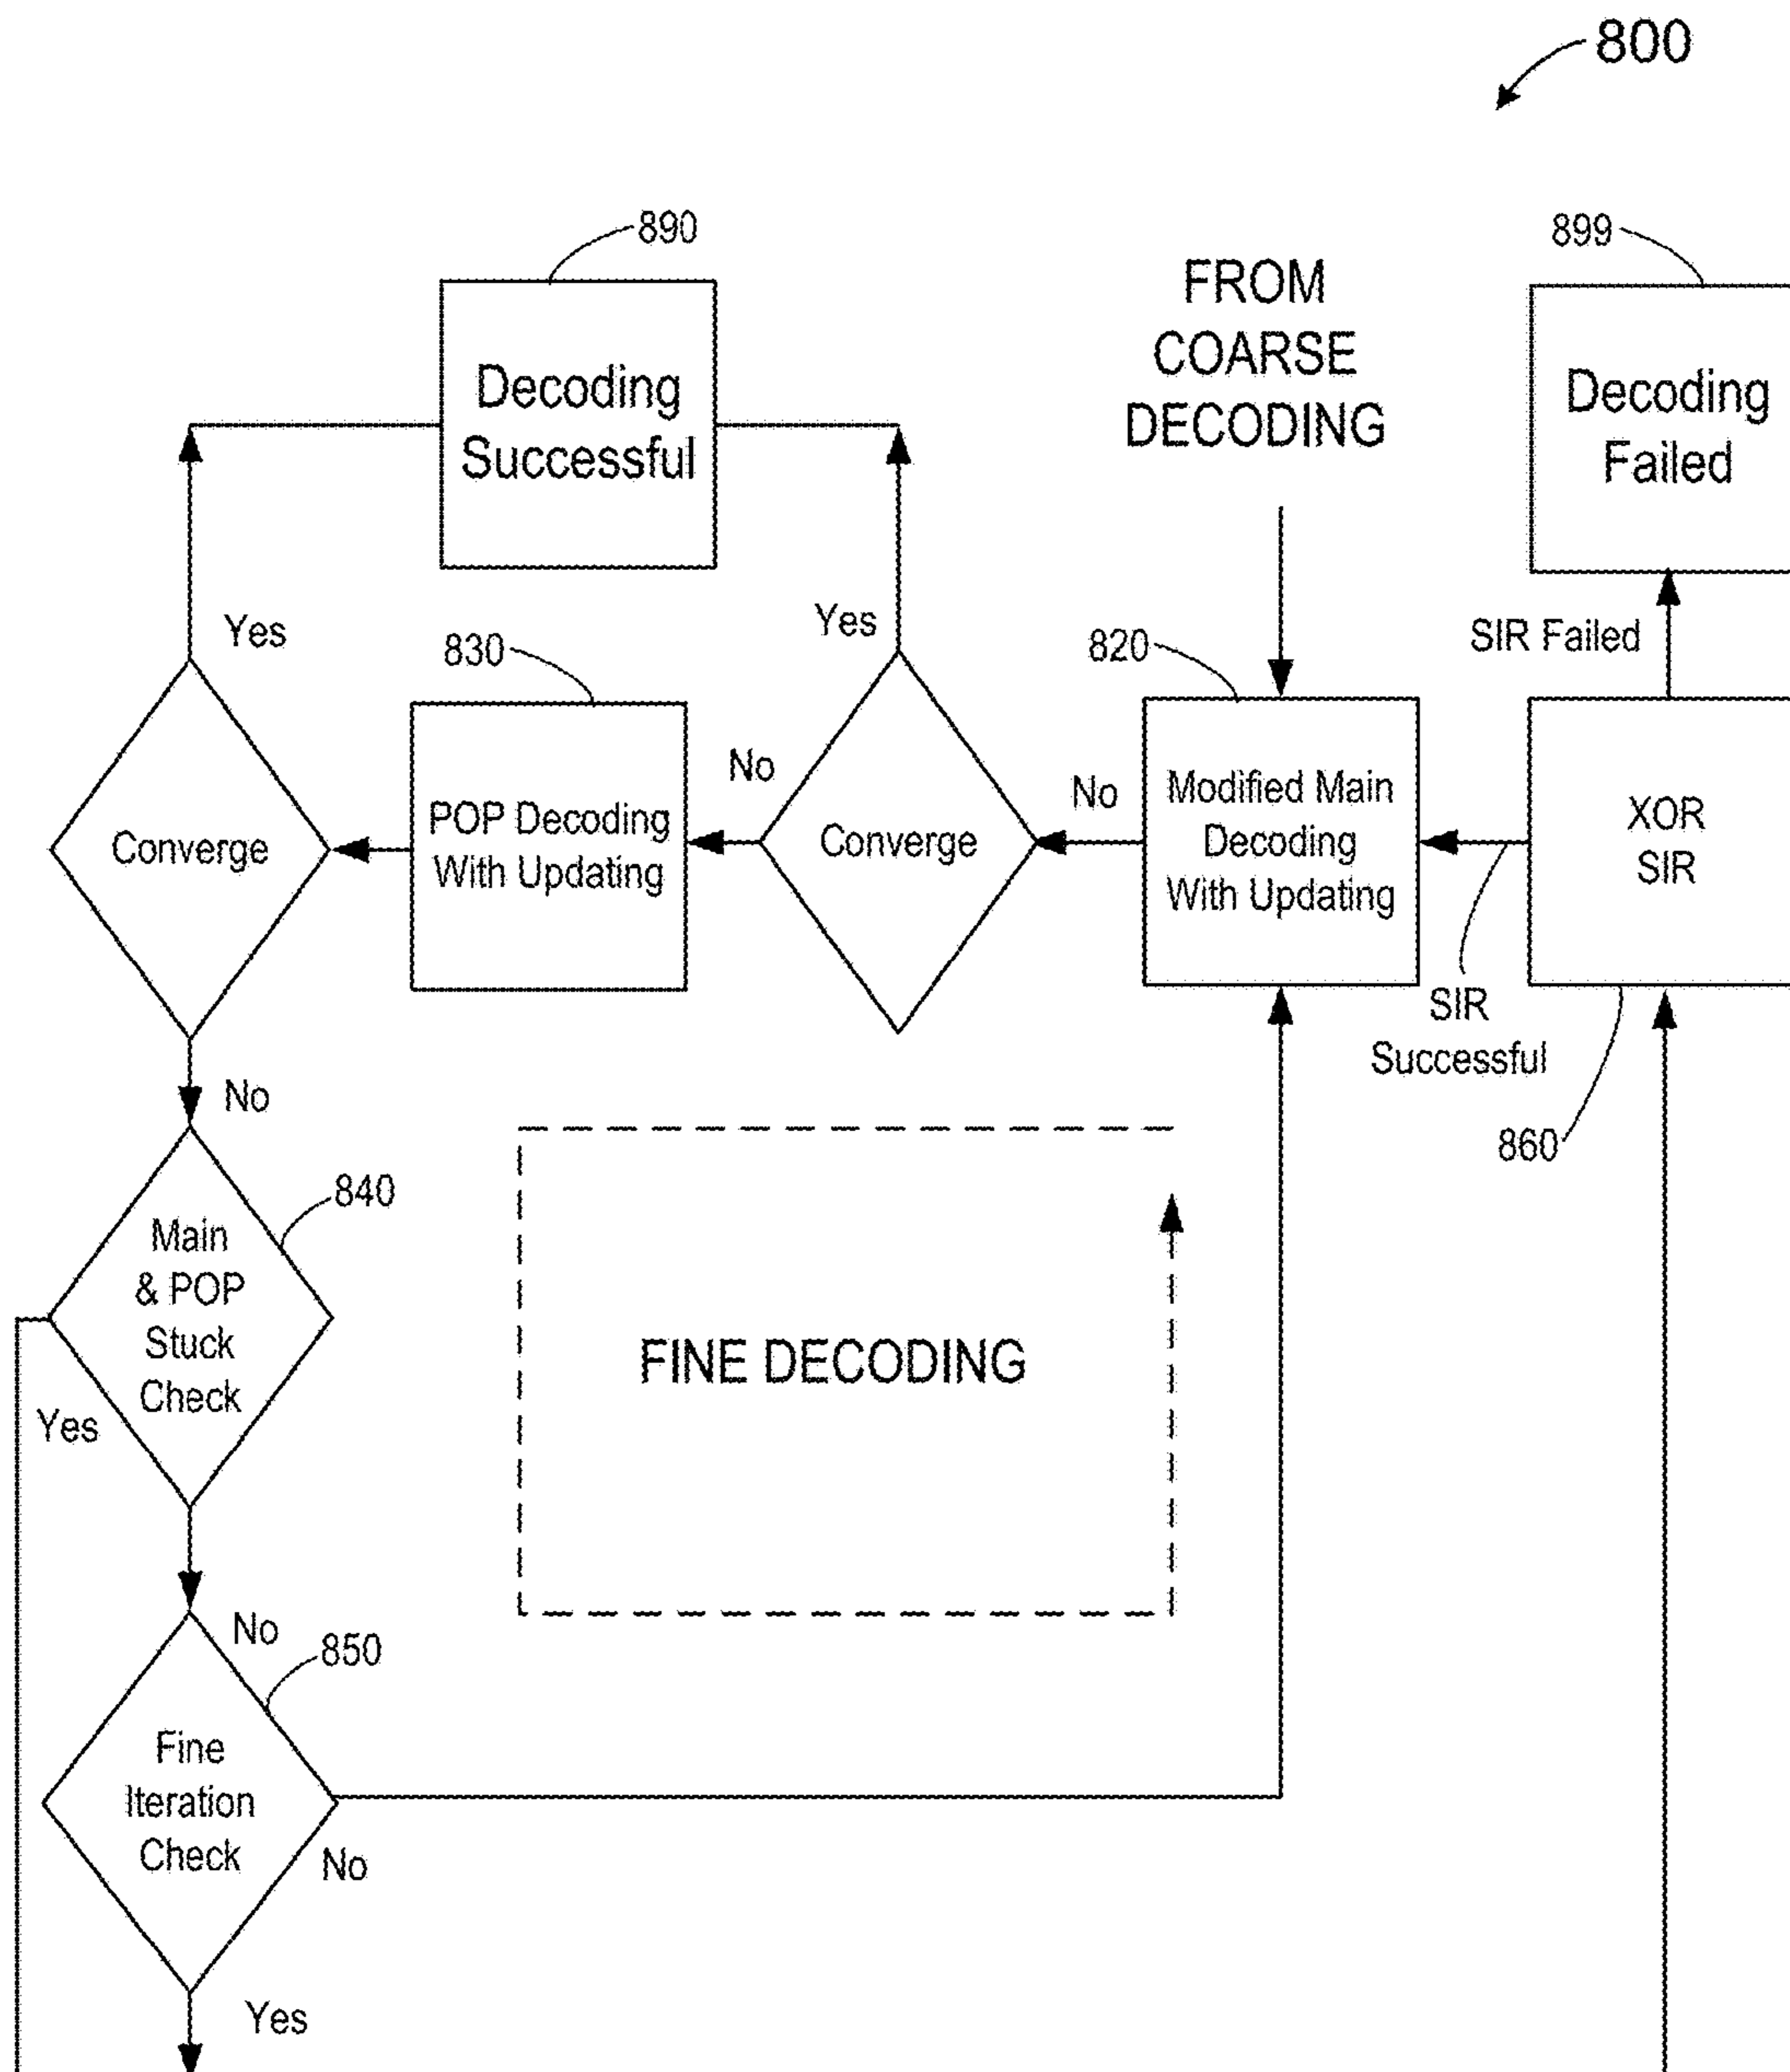 800
890
899
FROM
COARSE
DECODING
Decoding
Successful
Decoding
Failed
Yes
Yes
SIR Failed
830
820
No
No
Converge
POP Decoding
With Updating
Converge
Modified Main
Decoding
With Updating
XOR
SIR
SIR
Successful
860
No
840
Main
& POP
Stuck
Check
Yes
FINE DECODING
No
850
Fine
Iteration
Check
No
Yes